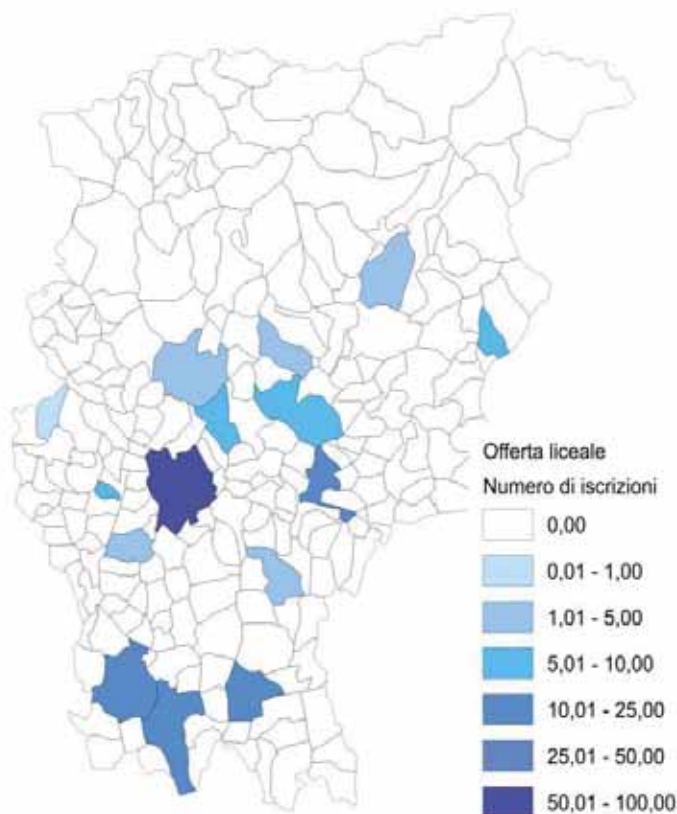 Offerta liceale
Numero di iscrizioni
0,00
0,01 - 1,00
1,01 - 5,00
5,01 - 10,00
10,01 - 25,00
25,01 - 50,00
50,01 - 100,00